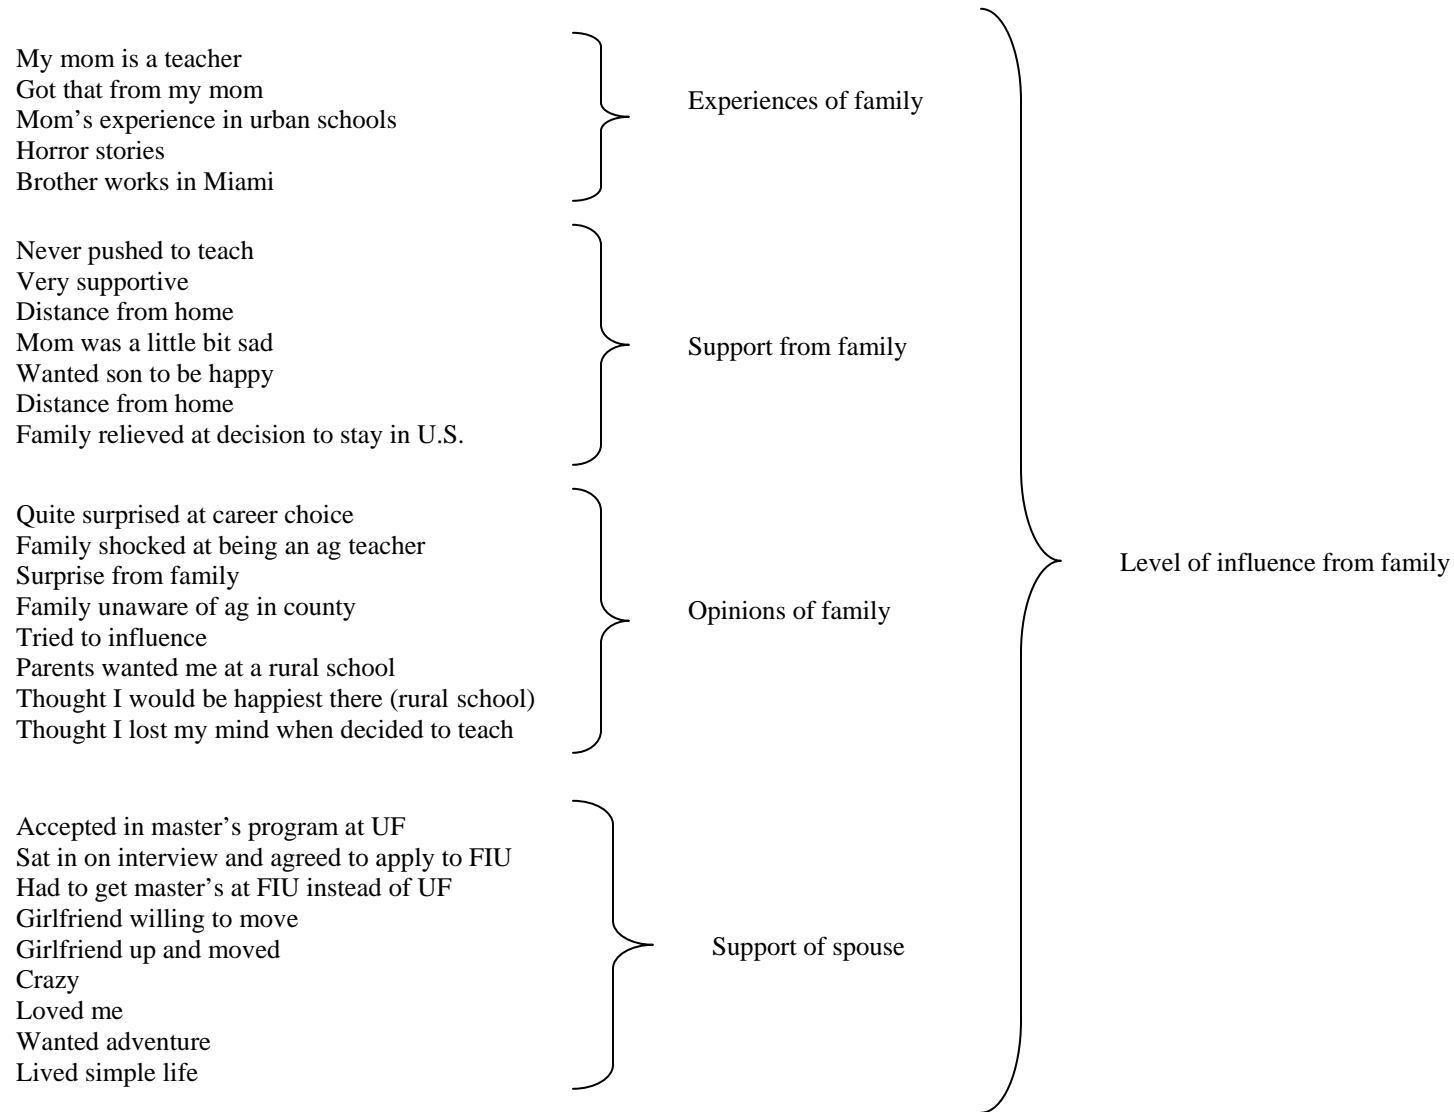 My mom is a teacher
Got that from my mom
Mom’s experience in urban schools
Horror stories
Brother works in Miami
Experiences of family
Never pushed to teach
Very supportive
Distance from home
Mom was a little bit sad
Wanted son to be happy
Distance from home
Family relieved at decision to stay in U.S.
Support from family
Quite surprised at career choice
Family shocked at being an ag teacher
Surprise from family
Family unaware of ag in county
Tried to influence
Parents wanted me at a rural school
Thought I would be happiest there (rural school)
Thought I lost my mind when decided to teach
Opinions of family
Accepted in master’s program at UF
Sat in on interview and agreed to apply to FIU
Had to get master’s at FIU instead of UF
Girlfriend willing to move
Girlfriend up and moved
Crazy
Loved me
Wanted adventure
Lived simple life
Support of spouse
Level of influence from family